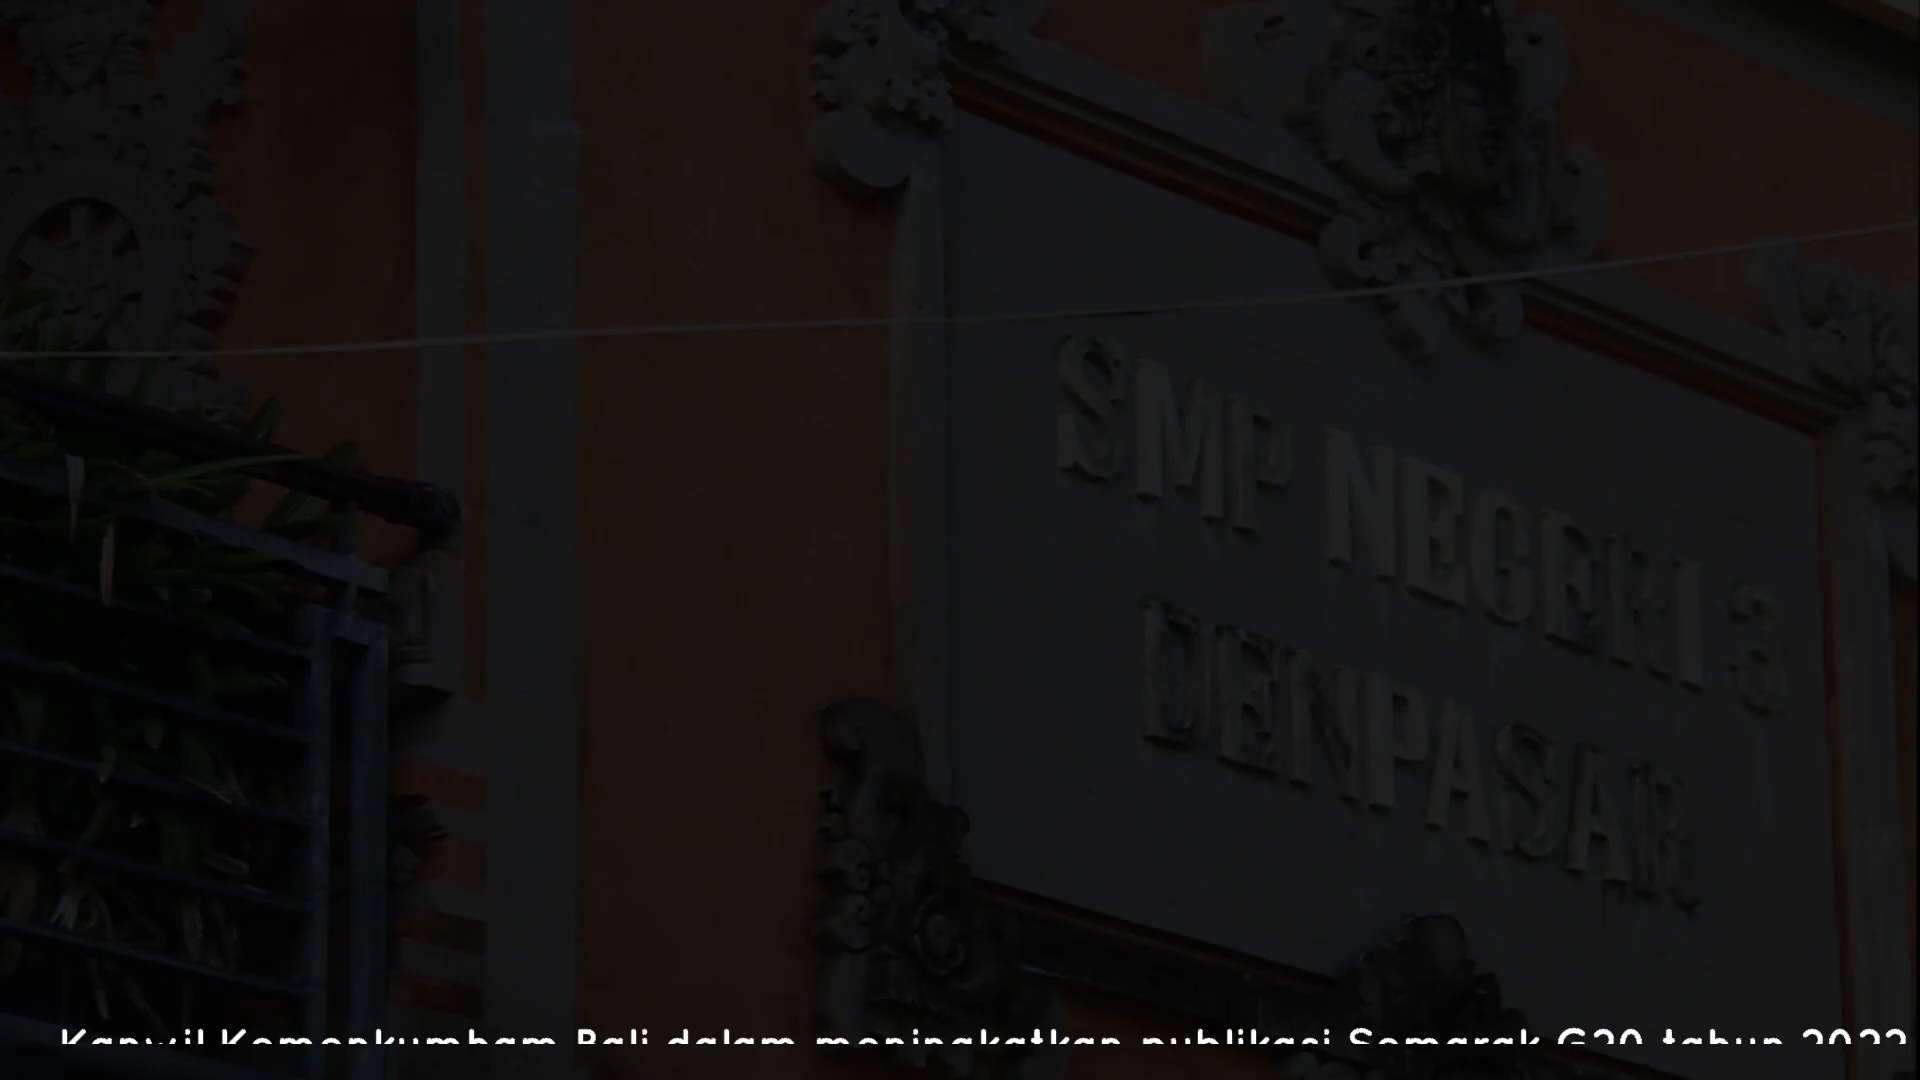 SMP NEGERI 3
DENPASAR
Kanwil Kemenkumham Bali dalam meningkatkan publikasi Semarak G20 tahun 2022